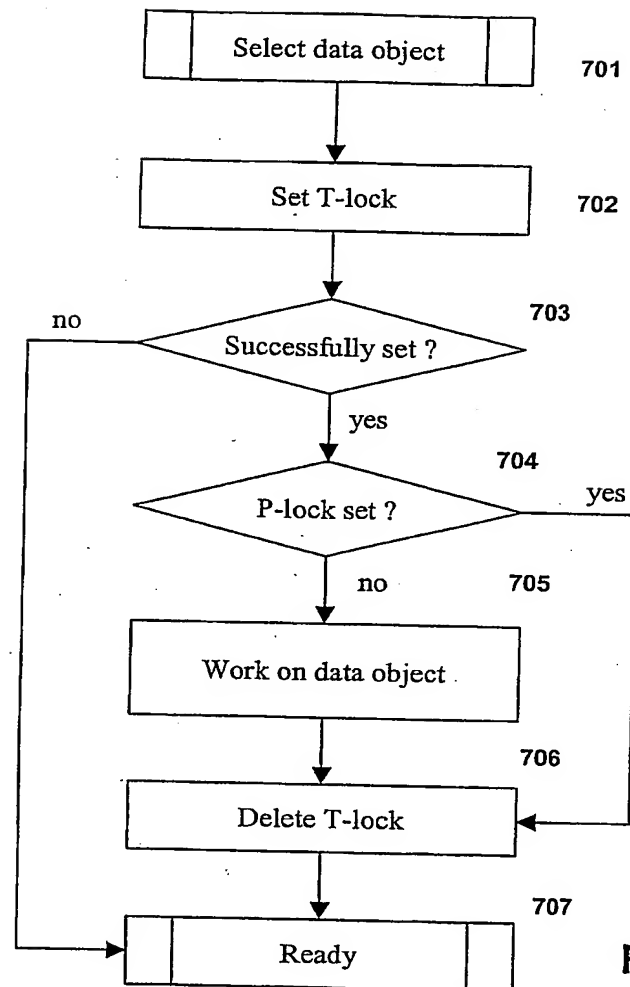 Select data object
701
Set T-lock
702
703
no
Successfully set ?
yes
704
P-lock set ?
yes
no
705
Work on data object
706
Delete T-lock
707
Ready